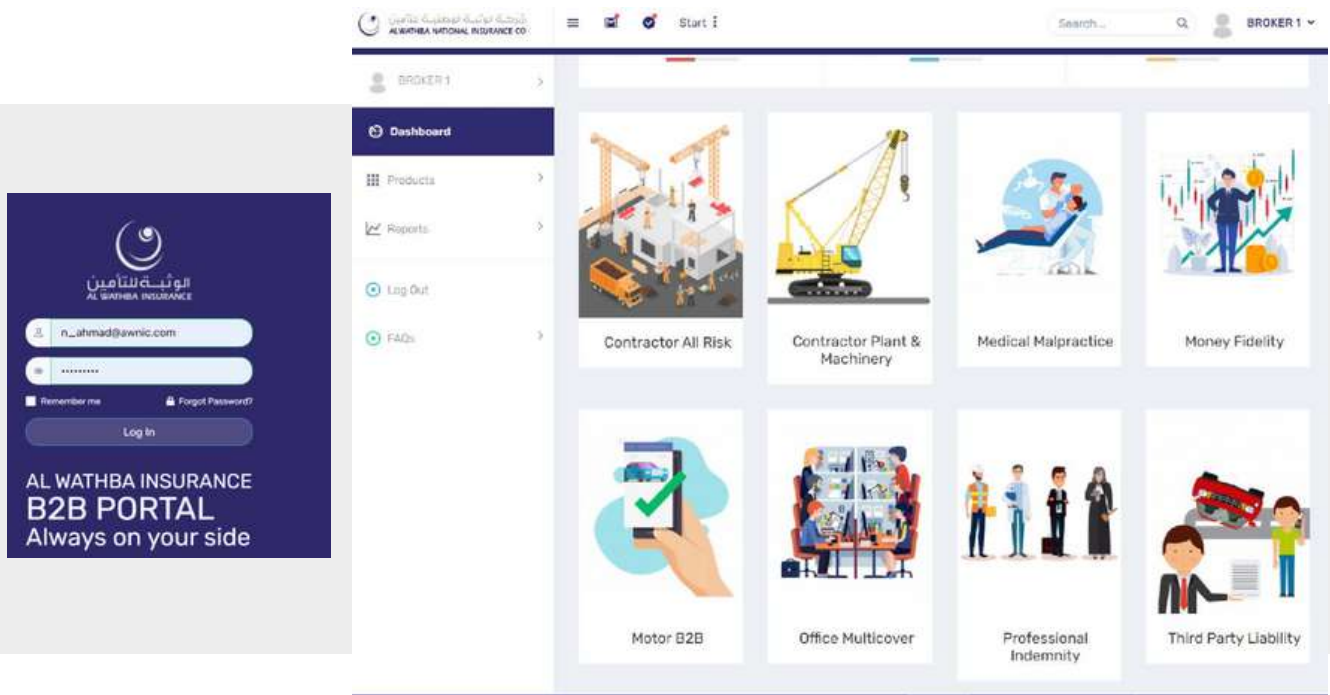 الوثبة للتأمين
AL WATHBA INSURANCE
n_ahmad@awnic.com
Remember me
Forgot Password?
Log In
AL WATHBA INSURANCE
B2B PORTAL
Always on your side
AL WATHBA NATIONAL INSURANCE CO
Start
Search...
BROKER 1
BROKER 1
Dashboard
Products
Reports
Log Out
FAQs
Contractor All Risk
Contractor Plant &
Machinery
Medical Malpractice
Money Fidelity
Motor B2B
Office Multicover
Professional
Indemnity
Third Party Liability